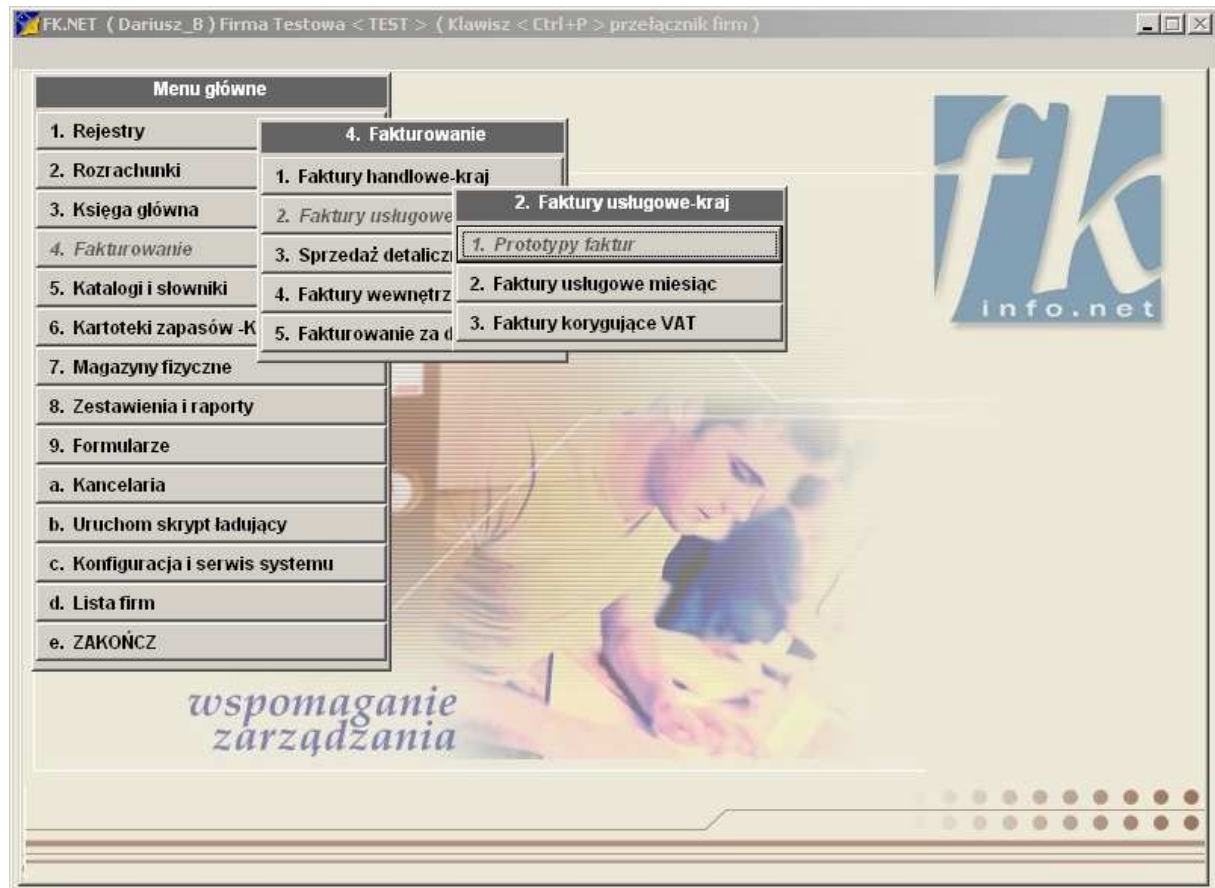 FK.NET ( Dariusz_B ) Firma Testowa < TEST > ( Klawisz < Ctrl+P > przełącznik firm )
Menu główne
1. Rejestry
2. Rozrachunki
3. Księga główna
4. Fakturowanie
5. Katalogi i słowniki
6. Kartoteki zapasów -K
7. Magazyny fizyczne
8. Zestawienia i raporty
9. Formularze
a. Kancelaria
b. Uruchom skrypt ładujący
c. Konfiguracja i serwis systemu
d. Lista firm
e. ZAKOŃCZ
4. Fakturowanie
1. Faktury handlowe-kraj
2. Faktury usługowe
3. Sprzedaż detaliczn
4. Faktury wewnętrz
5. Fakturowanie za d
2. Faktury usługowe-kraj
1. Prototypy faktur
2. Faktury usługowe miesiąc
3. Faktury korygujące VAT
fk
info.net
wspomaganie
zarządzania